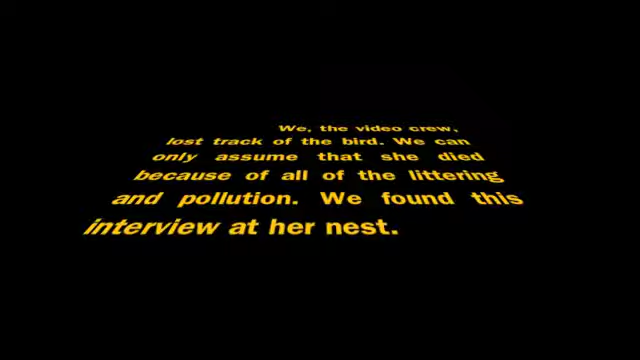 We, the video crew,
lost track of the bird. We can
only assume that she died
because of all of the littering
and pollution. We found this
interview at her nest.